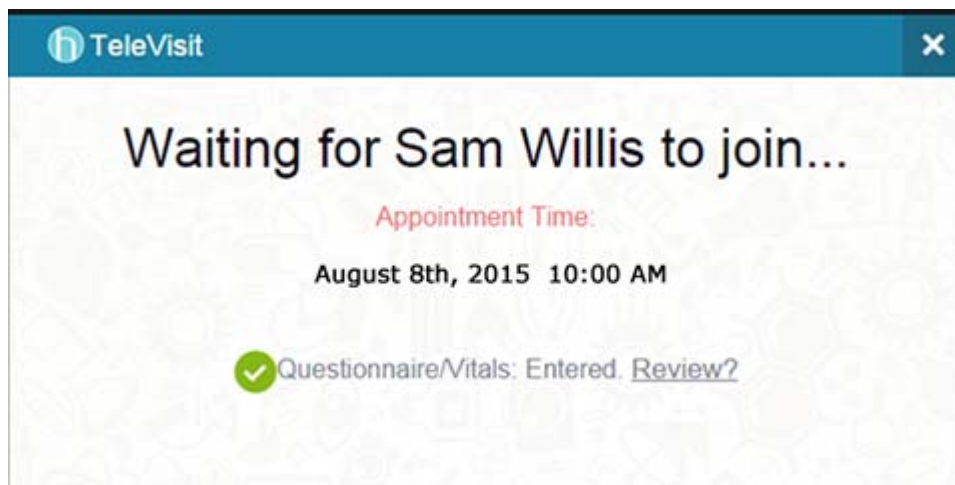 TeleVisit
Waiting for Sam Willis to join...
Appointment Time:
August 8th, 2015 10:00 AM
Questionnaire/Vitals: Entered. Review?